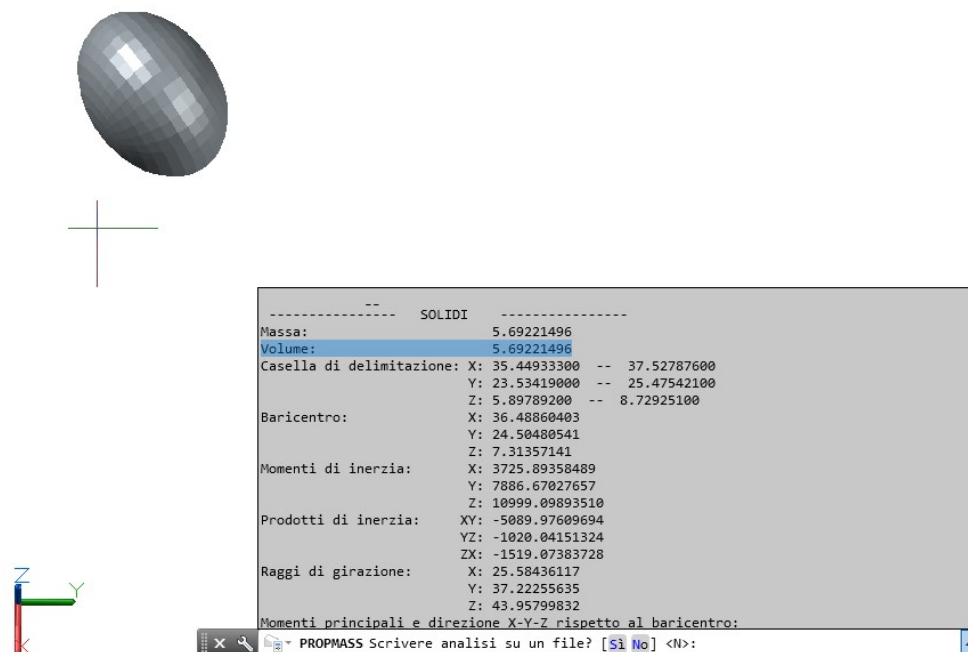 --
---------------- SOLIDI ----------------
Massa: 5.69221496
Volume: 5.69221496
Casella di delimitazione: X: 35.44933300 -- 37.52787600
Y: 23.53419000 -- 25.47542100
Z: 5.89789200 -- 8.72925100
Baricentro: X: 36.48860403
Y: 24.50480541
Z: 7.31357141
Momenti di inerzia: X: 3725.89358489
Y: 7886.67027657
Z: 10999.09893510
Prodotti di inerzia: XY: -5089.97609694
YZ: -1020.04151324
ZX: -1519.07383728
Raggi di girazione: X: 25.58436117
Y: 37.22255635
Z: 43.95799832
Momenti principali e direzione X-Y-Z rispetto al baricentro:
PROPMASS Scrivere analisi su un file? [Sì No] <N>:
Z
Y
X